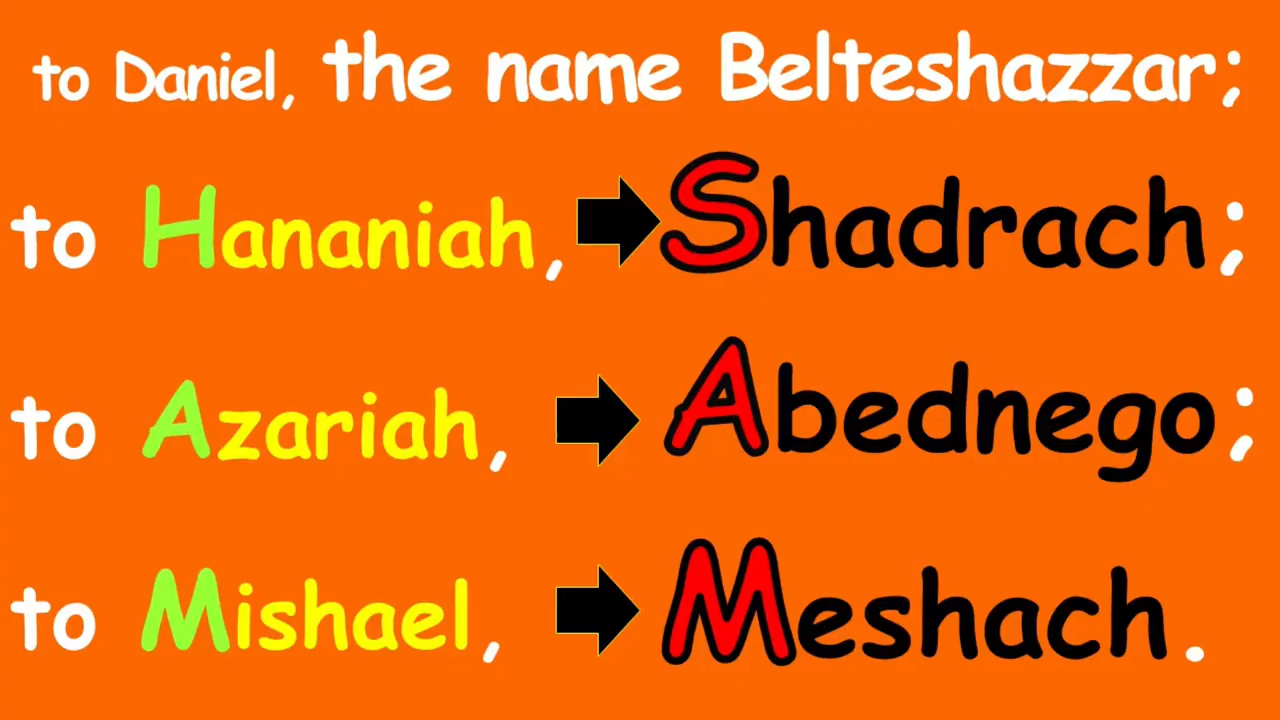 to Daniel, the name Belteshazzar;
to Hananiah, Shadrach;
to Azariah, Abednego;
to Mishael, Meshach.